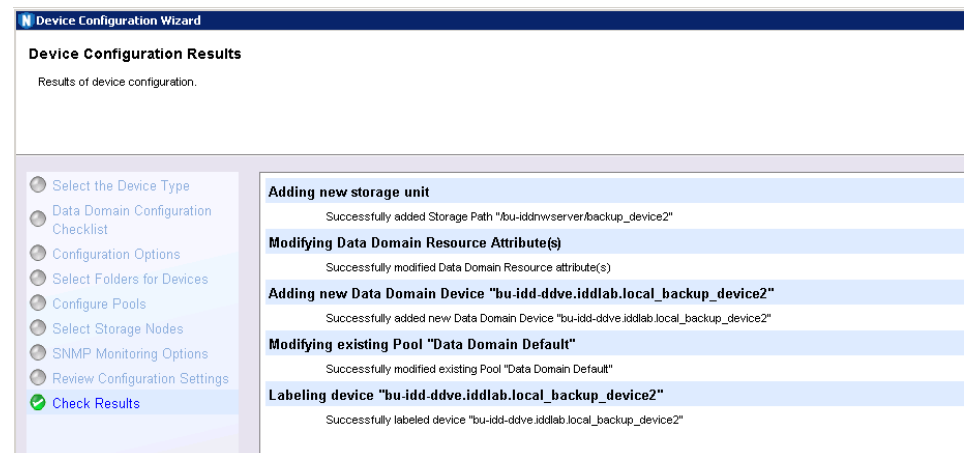 N Device Configuration Wizard
Device Configuration Results
Results of device configuration.
Select the Device Type
Data Domain Configuration
Checklist
Configuration Options
Select Folders for Devices
Configure Pools
Select Storage Nodes
SNMP Monitoring Options
Review Configuration Settings
Check Results
Adding new storage unit
Successfully added Storage Path "/bu-iddnwserver/backup_device2"
Modifying Data Domain Resource Attribute(s)
Successfully modified Data Domain Resource attribute(s)
Adding new Data Domain Device "bu-idd-ddve.iddlab.local_backup_device2"
Successfully added new Data Domain Device "bu-idd-ddve.iddlab.local_backup_device2"
Modifying existing Pool "Data Domain Default"
Successfully modified existing Pool "Data Domain Default"
Labeling device "bu-idd-ddve.iddlab.local_backup_device2"
Successfully labeled device "bu-idd-ddve.iddlab.local_backup_device2"